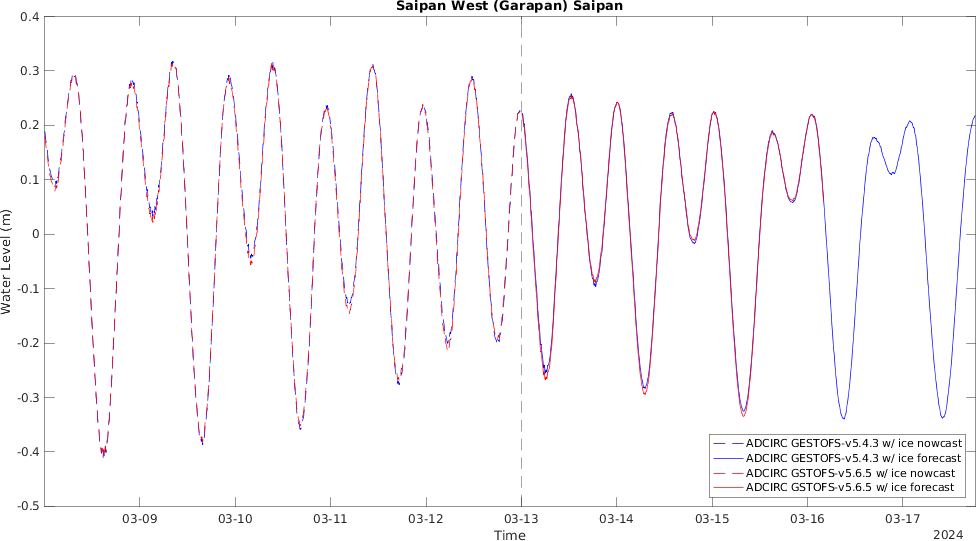 Saipan West (Garapan) Saipan
0.4
0.3
0.2
0.1
0
-0.1
-0.2
-0.3
-0.4
-0.5
Water Level (m)
03-09 03-10 03-11 03-12 03-13 03-14 03-15 03-16 03-17
Time
2024
ADCIRC GESTOFS-v5.4.3 w/ ice nowcast
ADCIRC GESTOFS-v5.4.3 w/ ice forecast
ADCIRC GSTOFS-v5.6.5 w/ ice nowcast
ADCIRC GSTOFS-v5.6.5 w/ ice forecast